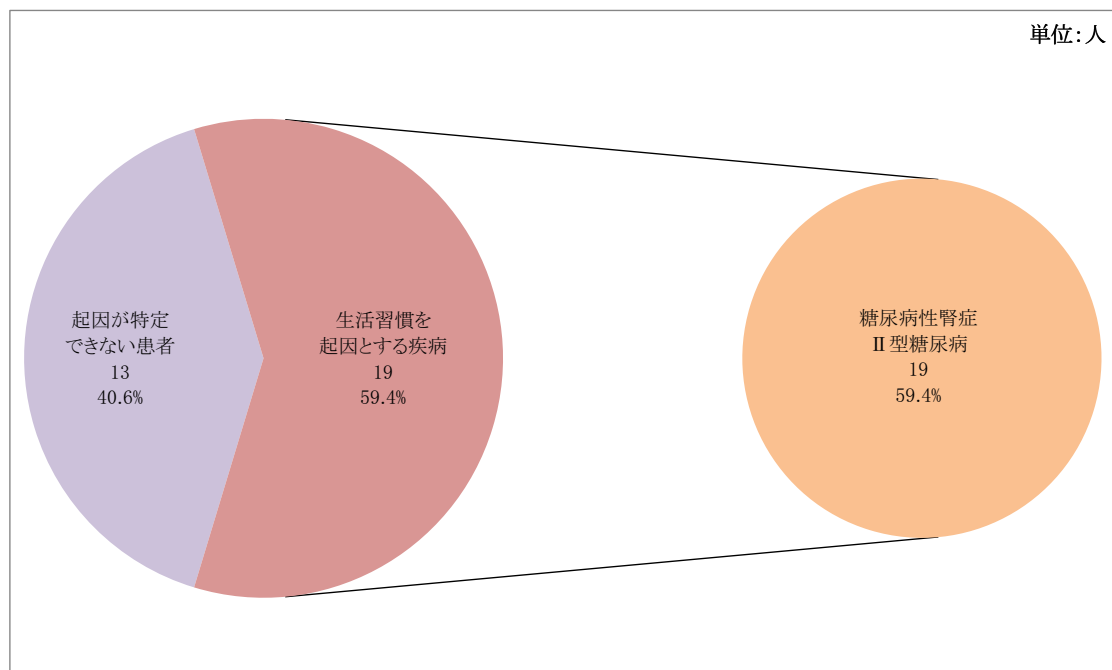 単位:人
起因が特定
できない患者
13
40.6%
生活習慣を
起因とする疾病
19
59.4%
糖尿病性腎症
Ⅱ型糖尿病
19
59.4%